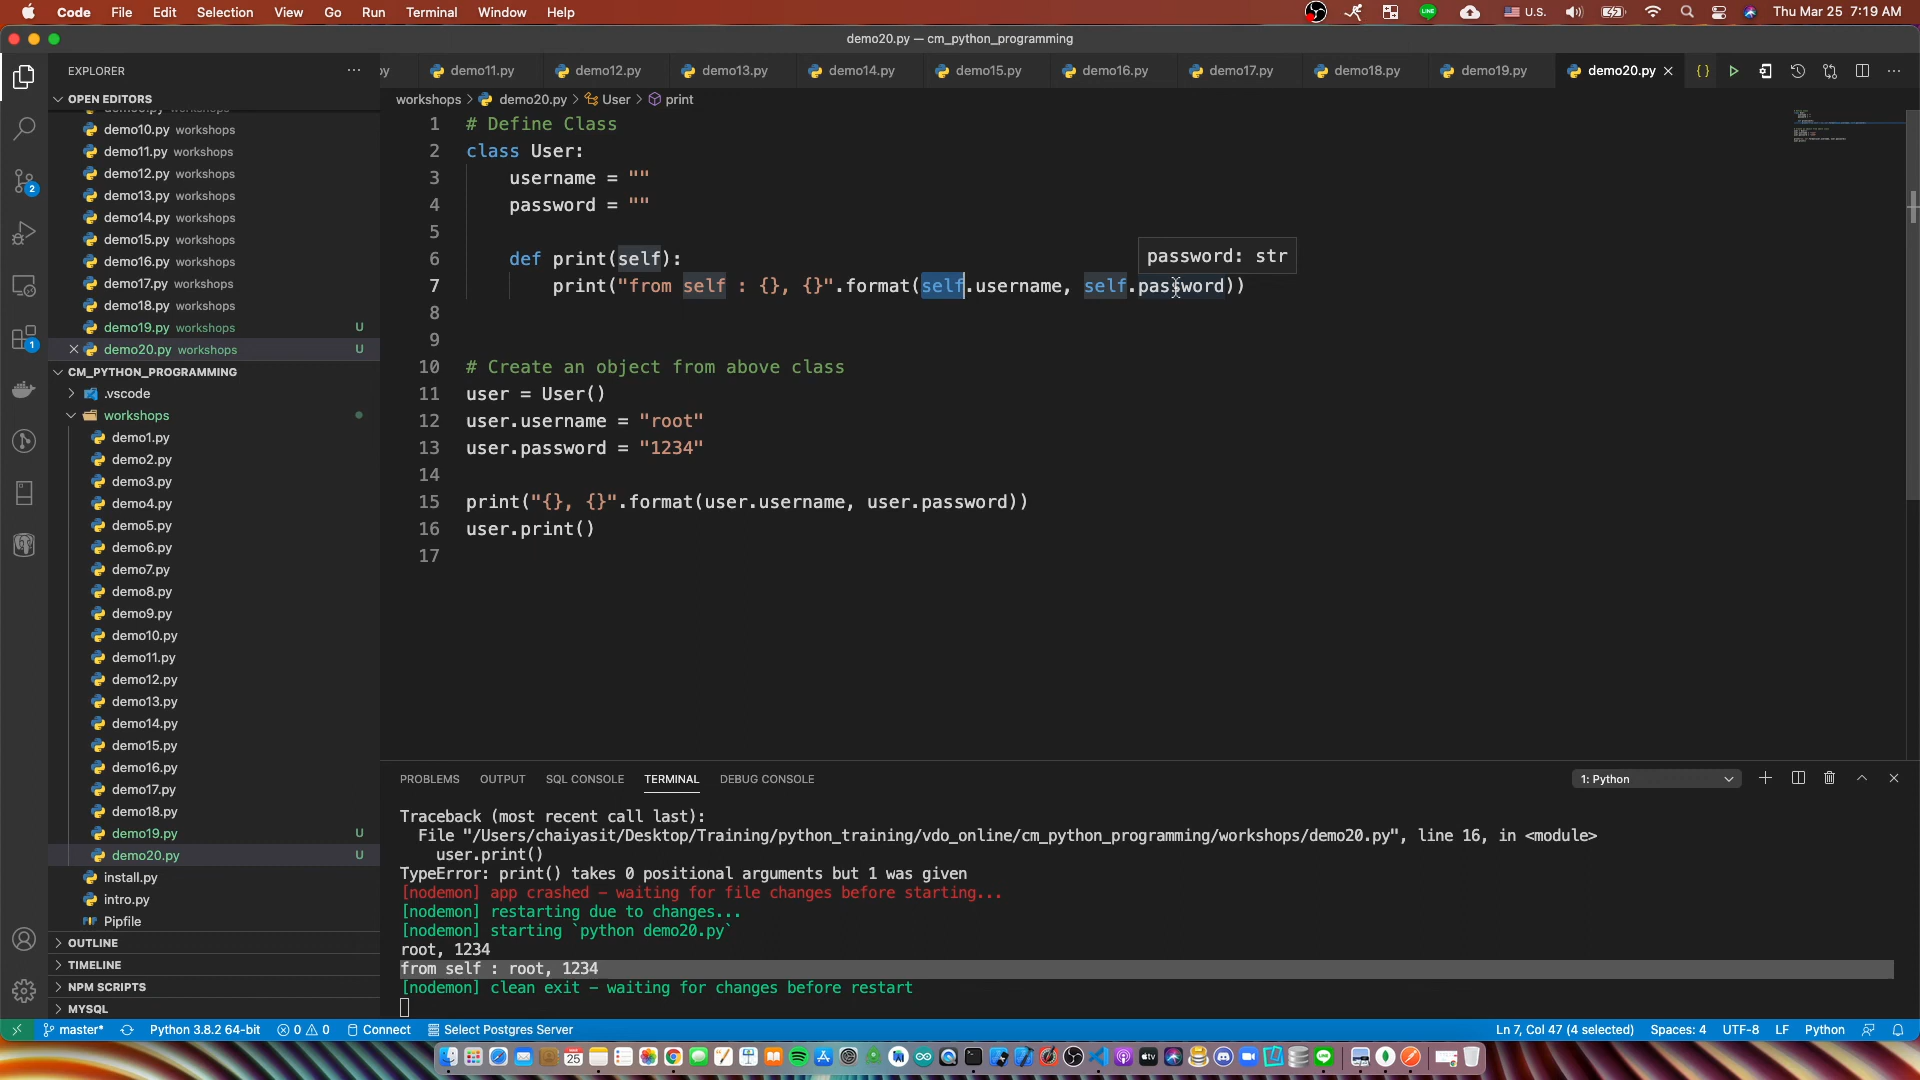 Code File Edit Selection View Go Run Terminal Window Help U.S. Thu Mar 25 7:19 AM
demo20.py — cm_python_programming
EXPLORER
py demo11.py demo12.py demo13.py demo14.py demo15.py demo16.py demo17.py demo18.py demo19.py demo20.py
OPEN EDITORS
demo10.py workshops
demo11.py workshops
demo12.py workshops
demo13.py workshops
demo14.py workshops
demo15.py workshops
demo16.py workshops
demo17.py workshops
demo18.py workshops
demo19.py workshops U
demo20.py workshops U
CM_PYTHON_PROGRAMMING
.vscode
workshops
demo1.py
demo2.py
demo3.py
demo4.py
demo5.py
demo6.py
demo7.py
demo8.py
demo9.py
demo10.py
demo11.py
demo12.py
demo13.py
demo14.py
demo15.py
demo16.py
demo17.py
demo18.py
demo19.py U
demo20.py U
install.py
intro.py
Pipfile
OUTLINE
TIMELINE
NPM SCRIPTS
MYSQL
2
1
workshops > demo20.py > User > print
1 # Define Class
2 class User:
3 username = ""
4 password = ""
5
6 def print(self):
password: str
7 print("from self : {}, {}".format(self.username, self.password))
8
9
10 # Create an object from above class
11 user = User()
12 user.username = "root"
13 user.password = "1234"
14
15 print("{}, {}".format(user.username, user.password))
16 user.print()
17
PROBLEMS OUTPUT SQL CONSOLE TERMINAL DEBUG CONSOLE 1: Python
Traceback (most recent call last):
File "/Users/chaiyasit/Desktop/Training/python_training/vdo_online/cm_python_programming/workshops/demo20.py", line 16, in <module>
user.print()
TypeError: print() takes 0 positional arguments but 1 was given
[nodemon] app crashed - waiting for file changes before starting...
[nodemon] restarting due to changes...
[nodemon] starting `python demo20.py`
root, 1234
from self : root, 1234
[nodemon] clean exit - waiting for changes before restart
master* Python 3.8.2 64-bit 0 0 Connect Select Postgres Server Ln 7, Col 47 (4 selected) Spaces: 4 UTF-8 LF Python
25